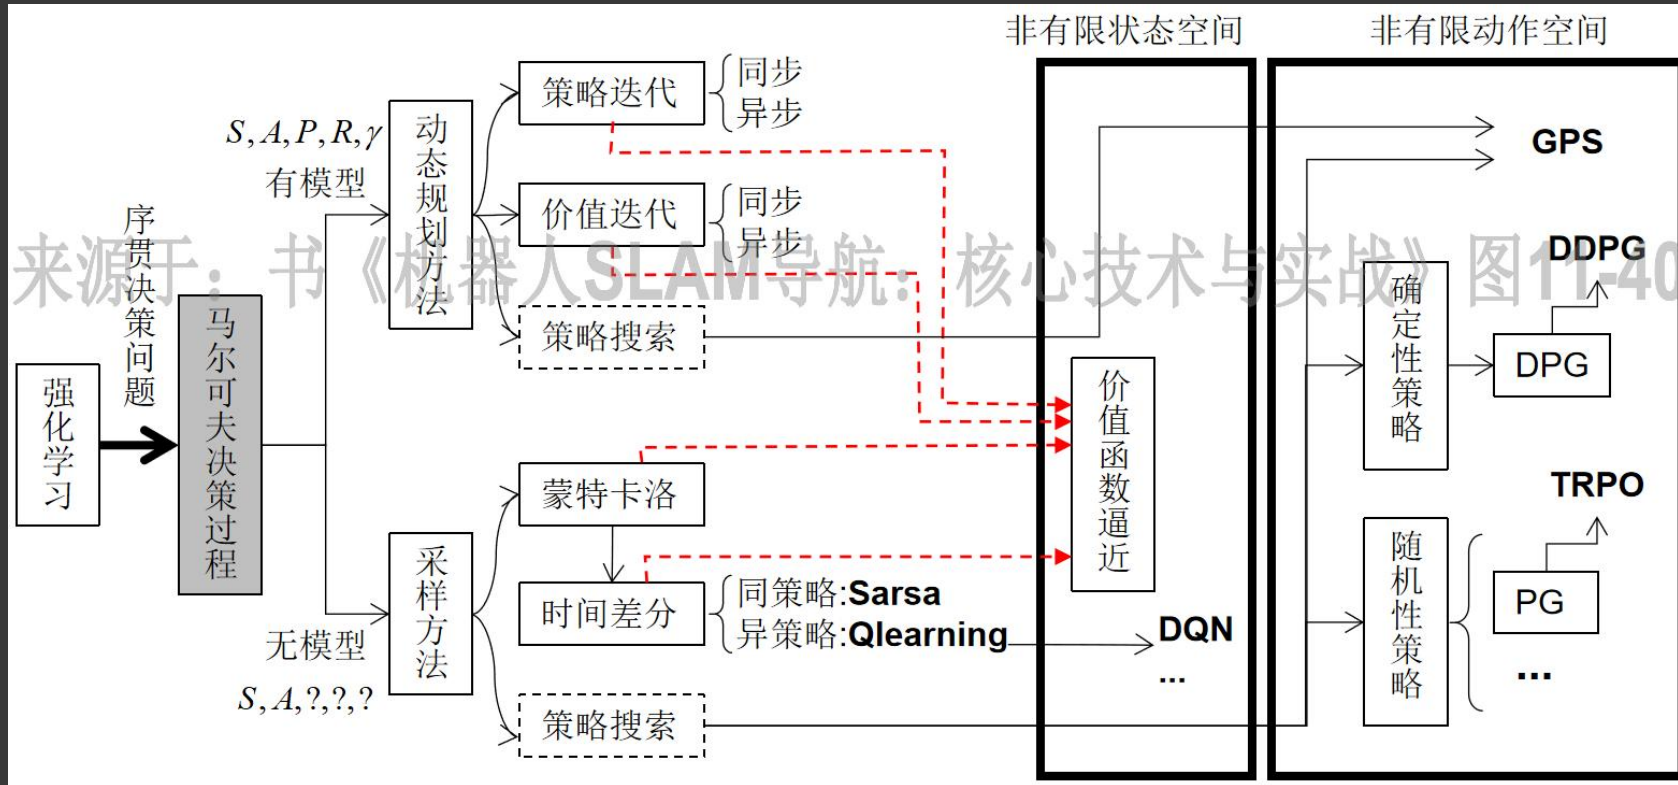 非有限状态空间
非有限动作空间
策略迭代
同步
异步
S, A, P, R, γ
有模型
动态规划方法
价值迭代
同步
异步
策略搜索
GPS
序贯决策问题
来源于：书《机器人SLAM导航：核心技术与实战》图11-40
DDPG
确定性策略
DPG
强化学习
马尔可夫决策过程
价值函数逼近
蒙特卡洛
TRPO
采样方法
时间差分
同策略:Sarsa
异策略:Qlearning
DQN
...
随机性策略
PG
...
无模型
S, A, ?, ?, ?
策略搜索